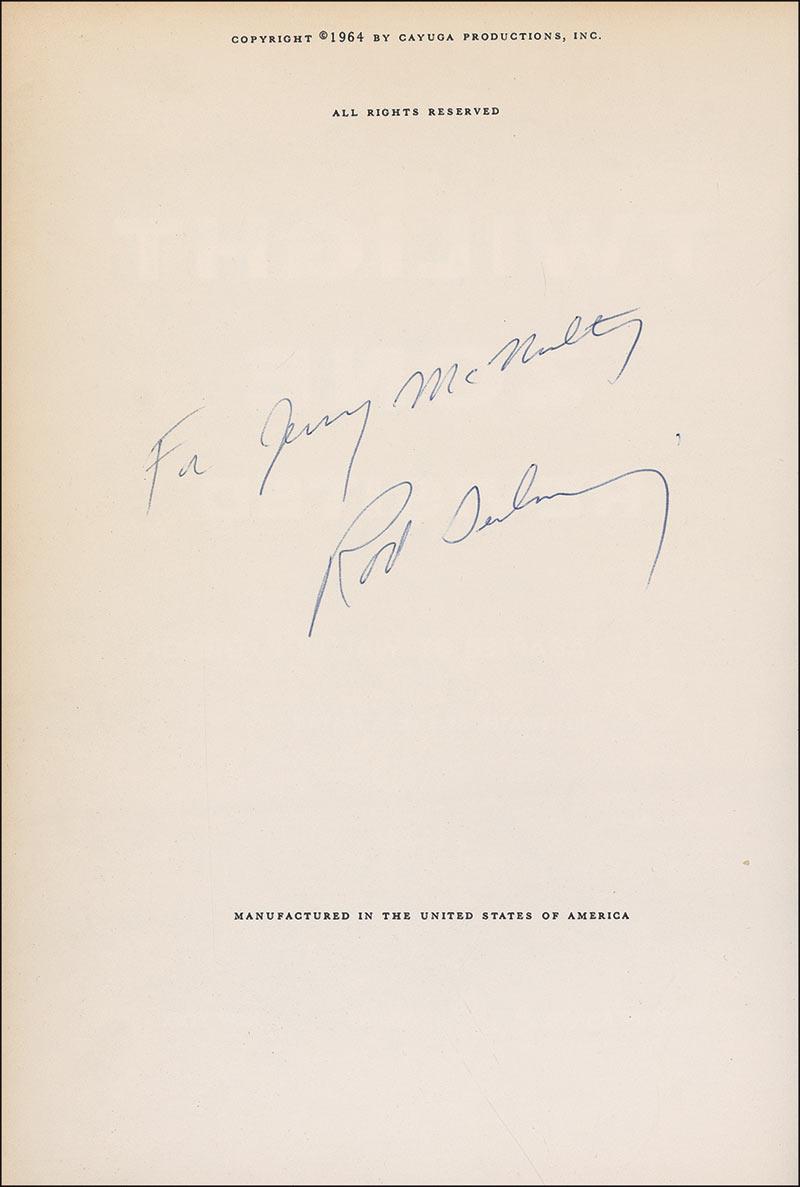 COPYRIGHT ©1964 BY CAYUGA PRODUCTIONS, INC.
ALL RIGHTS RESERVED
For Jerry McNulty
Rod Serling
MANUFACTURED IN THE UNITED STATES OF AMERICA